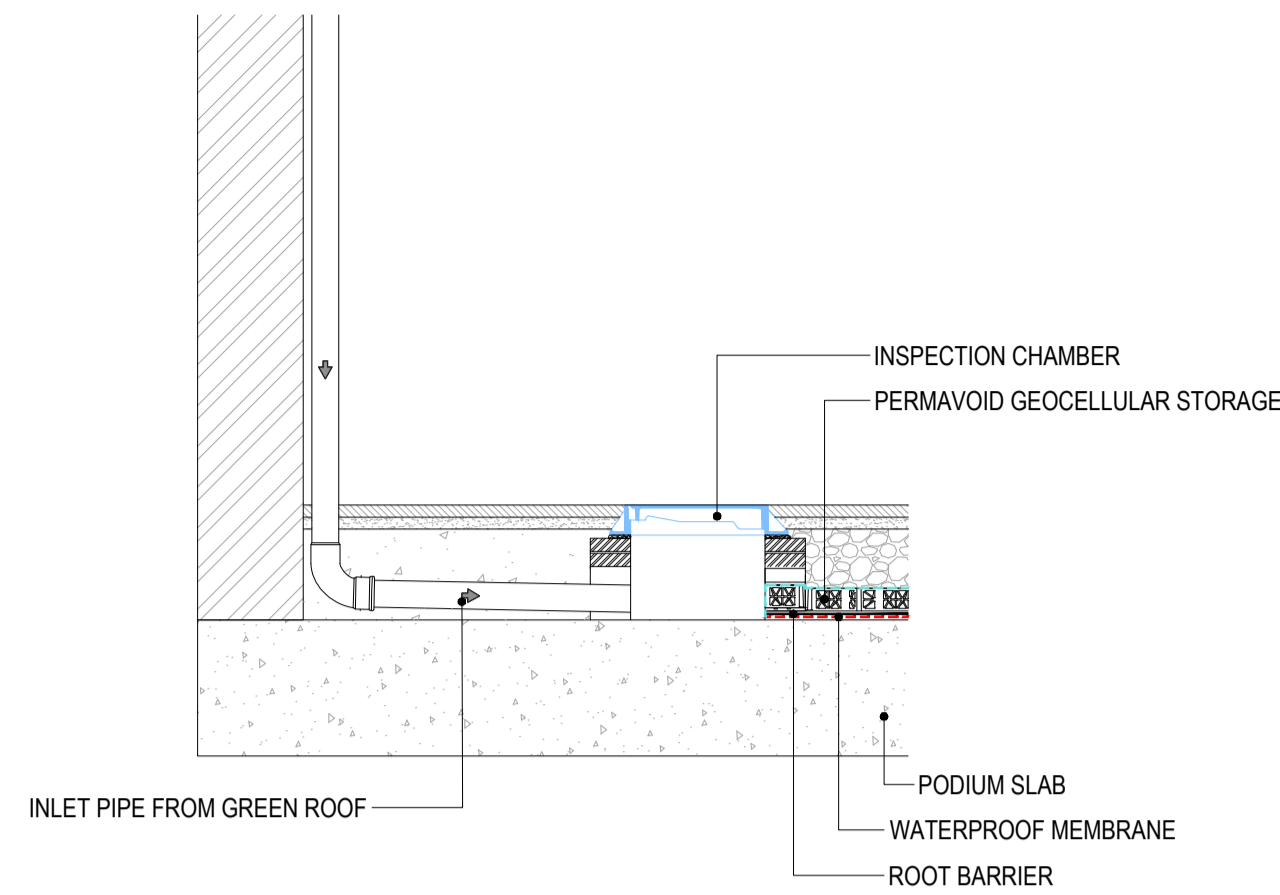 INSPECTION CHAMBER
PERMAVOID GEOCELLULAR STORAGE
PODIUM SLAB
INLET PIPE FROM GREEN ROOF
WATERPROOF MEMBRANE
ROOT BARRIER